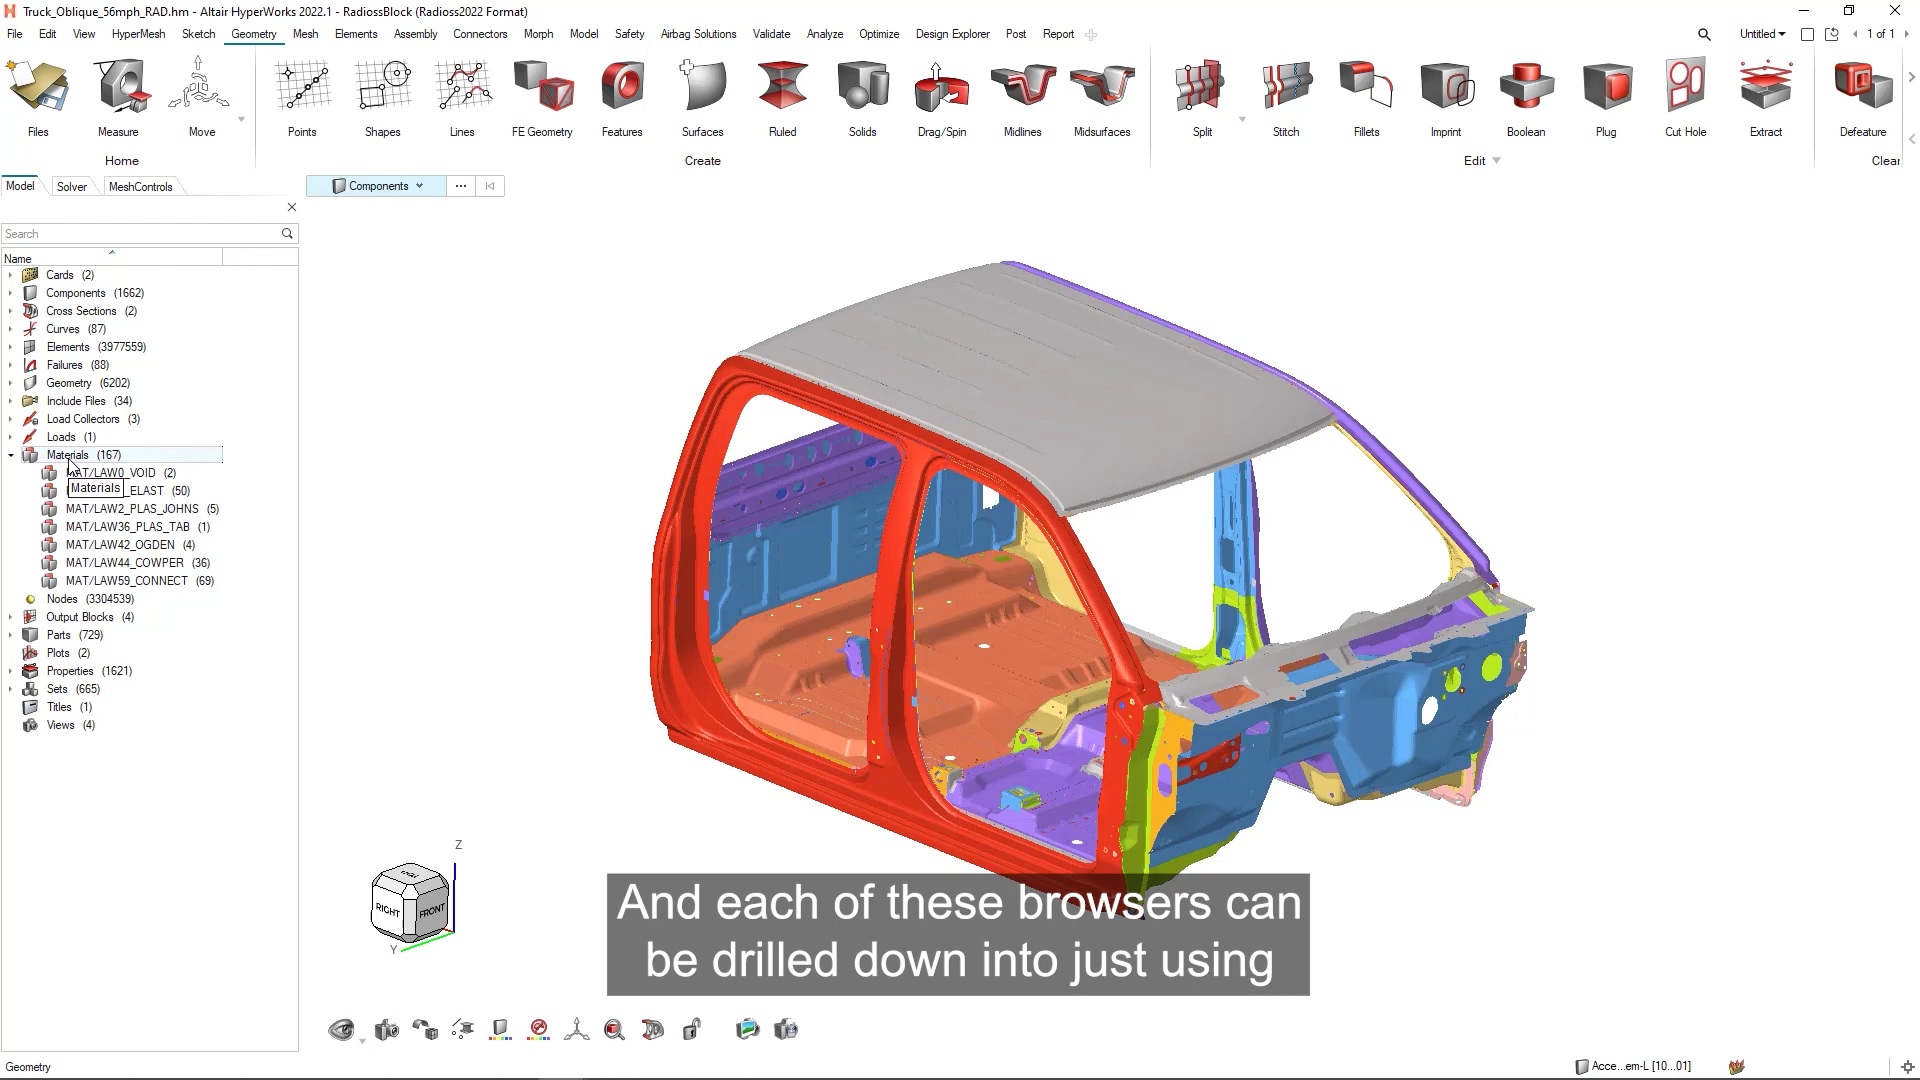 Truck_Oblique_56mph_RAD.hm - Altair HyperWorks 2022.1 - RadiossBlock (Radioss2022 Format)
File Edit View HyperMesh Sketch Geometry Mesh Elements Assembly Connectors Morph Model Safety Airbag Solutions Validate Analyze Optimize Design Explorer Post Report Untitled 1 of 1
Files Measure Move Points Shapes Lines FE Geometry Features Surfaces Ruled Solids Drag/Spin Midlines Midsurfaces Split Stitch Fillets Imprint Boolean Plug Cut Hole Extract Defeature
Home Create Edit Clear
Model Solver MeshControls Components
Search
Name
Cards (2)
Components (1662)
Cross Sections (2)
Curves (87)
Elements (3977559)
Failures (88)
Geometry (6202)
Include Files (34)
Load Collectors (3)
Loads (1)
Materials (167)
MAT/LAW0_VOID (2)
Materials _ELAST (50)
MAT/LAW2_PLAS_JOHNS (5)
MAT/LAW36_PLAS_TAB (1)
MAT/LAW42_OGDEN (4)
MAT/LAW44_COWPER (36)
MAT/LAW59_CONNECT (69)
Nodes (3304539)
Output Blocks (4)
Parts (729)
Plots (2)
Properties (1621)
Sets (665)
Titles (1)
Views (4)
Z
RIGHT FRONT
Y
And each of these browsers can
be drilled down into just using
Geometry Acce...em-L [10...01]